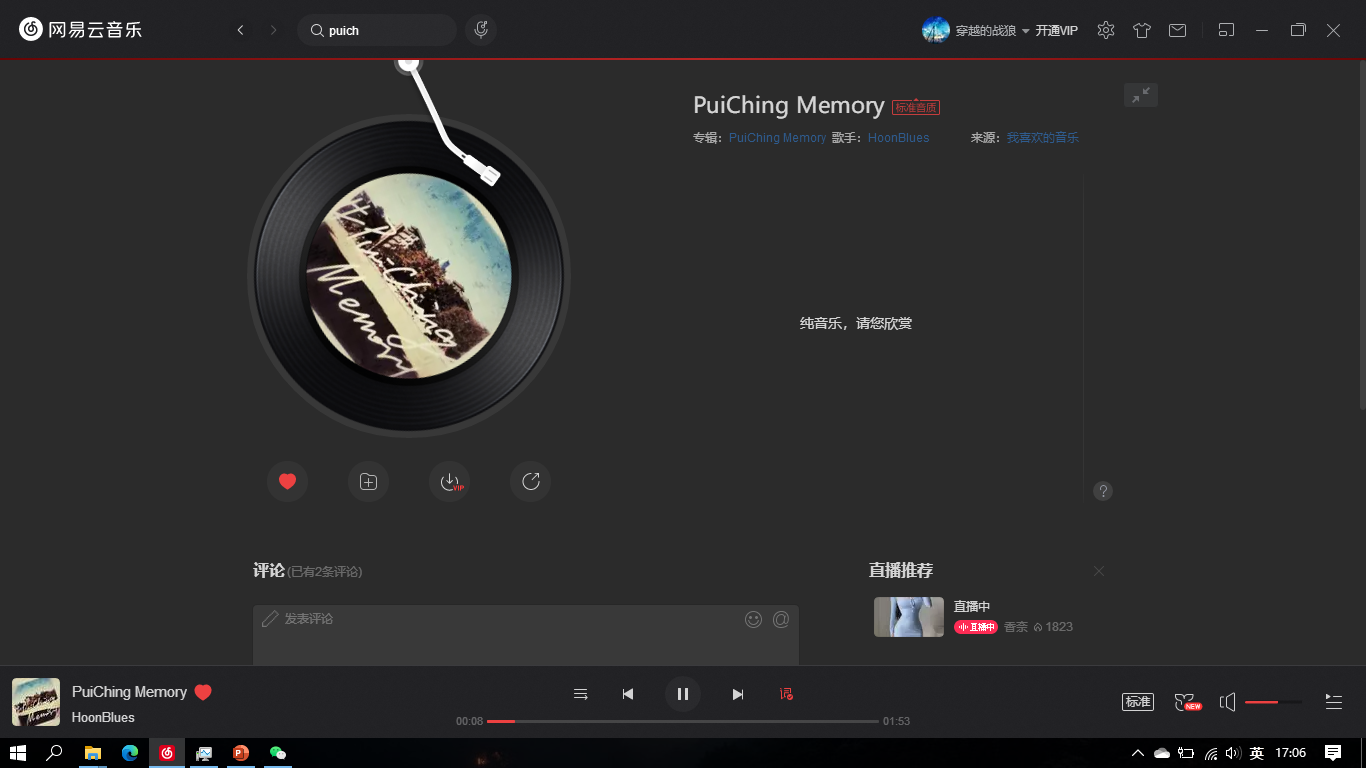 网易云音乐
puich
穿越的战狼
开通VIP
PuiChing Memory
标准音质
专辑：PuiChing Memory 歌手：HoonBlues 来源：我喜欢的音乐
#PuiChing
Memory
纯音乐，请您欣赏
VIP
?
评论(已有2条评论)
发表评论
@
直播推荐
直播中
直播中 香奈 1823
PuiChing Memory
HoonBlues
词
00:08
01:53
标准
NEW
英
17:06